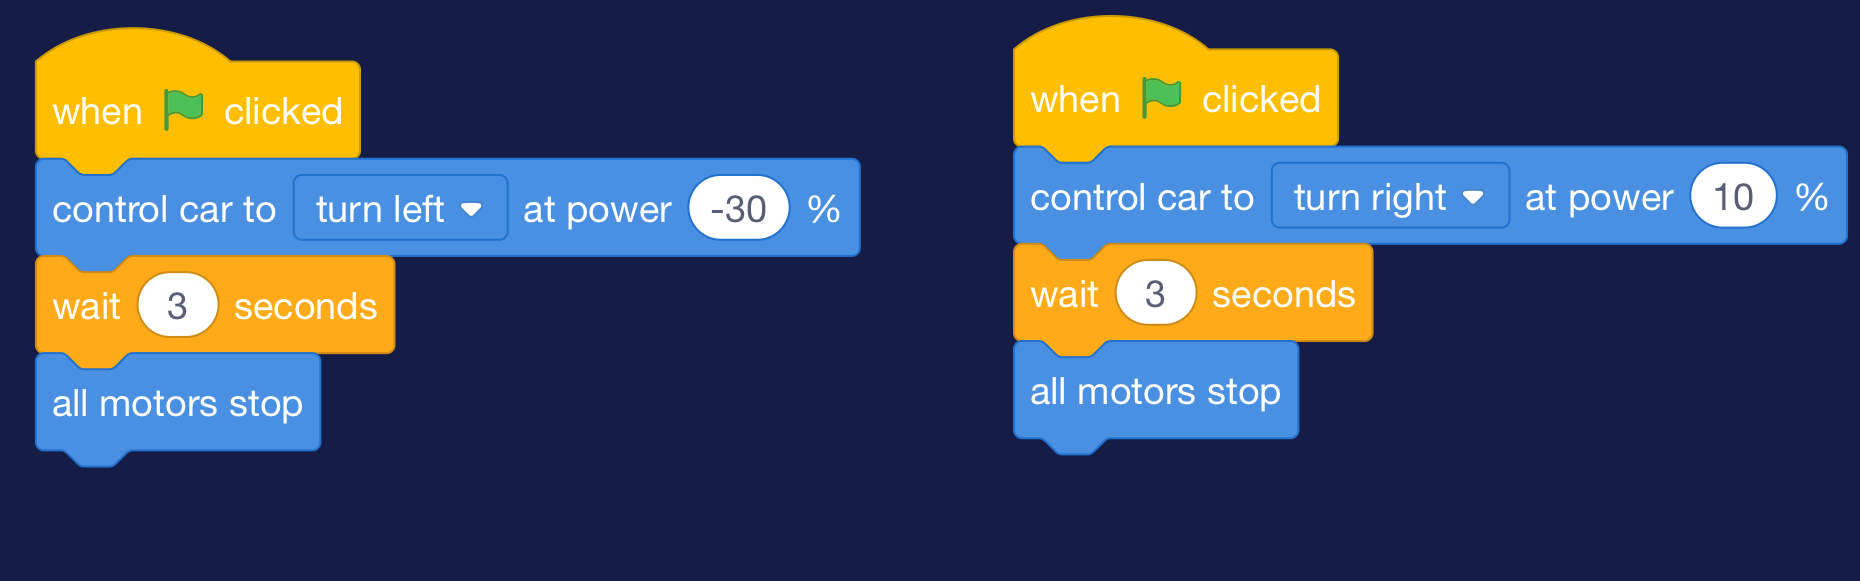 when clicked
control car to turn left at power -30 %
wait 3 seconds
all motors stop
when clicked
control car to turn right at power 10 %
wait 3 seconds
all motors stop